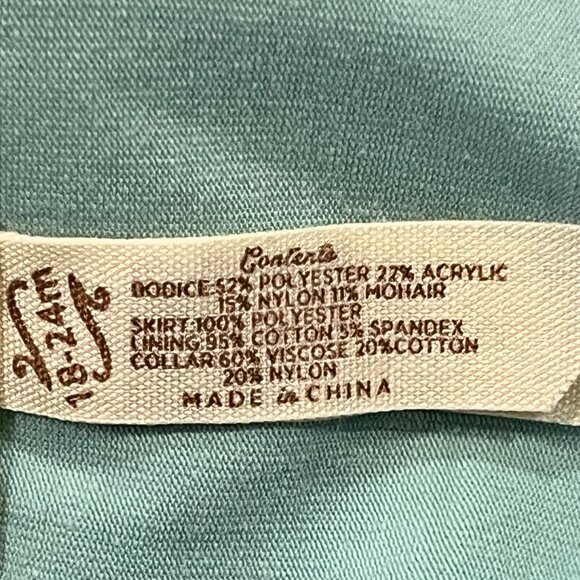 Contents
BODICE:52% POLYESTER 22% ACRYLIC
15% NYLON 11% MOHAIR
SKIRT:100% POLYESTER
LINING:95% COTTON 5% SPANDEX
COLLAR:60% VISCOSE 20%COTTON
20% NYLON
MADE in CHINA
18-24m